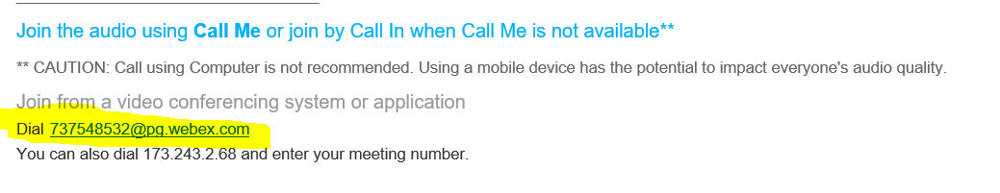 Join the audio using Call Me or join by Call In when Call Me is not available**
** CAUTION: Call using Computer is not recommended. Using a mobile device has the potential to impact everyone's audio quality.
Join from a video conferencing system or application
Dial 737548532@pg.webex.com
You can also dial 173.243.2.68 and enter your meeting number.